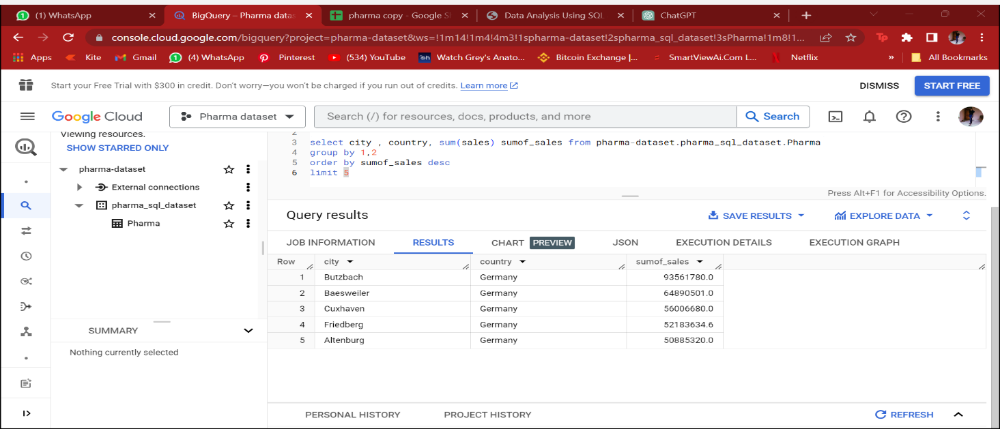 (1) WhatsApp
BigQuery – Pharma datas
pharma copy - Google S
Data Analysis Using SQL
ChatGPT
console.cloud.google.com/bigquery?project=pharma-dataset&ws=!1m14!1m4!4m3!1spharma-dataset!2spharma_sql_dataset!3sPharma!1m8!1...
Tp
Apps Kite Gmail (4) WhatsApp Pinterest (534) YouTube Watch Grey's Anato... Bitcoin Exchange |... SmartViewAi.Com L... Netflix » All Bookmarks
Start your Free Trial with $300 in credit. Don't worry—you won't be charged if you run out of credits. Learn more DISMISS START FREE
Google Cloud Pharma dataset Search (/) for resources, docs, products, and more Search
Viewing resources.
SHOW STARRED ONLY
pharma-dataset
External connections
pharma_sql_dataset
Pharma
SUMMARY
Nothing currently selected
2
3 select city , country, sum(sales) sumof_sales from pharma-dataset.pharma_sql_dataset.Pharma
4 group by 1,2
5 order by sumof_sales desc
6 limit 5
Press Alt+F1 for Accessibility Options.
Query results SAVE RESULTS EXPLORE DATA
JOB INFORMATION RESULTS CHART PREVIEW JSON EXECUTION DETAILS EXECUTION GRAPH
Row city country sumof_sales
1 Butzbach Germany 93561780.0
2 Baesweiler Germany 64890501.0
3 Cuxhaven Germany 56006680.0
4 Friedberg Germany 52183634.6
5 Altenburg Germany 50885320.0
PERSONAL HISTORY PROJECT HISTORY REFRESH